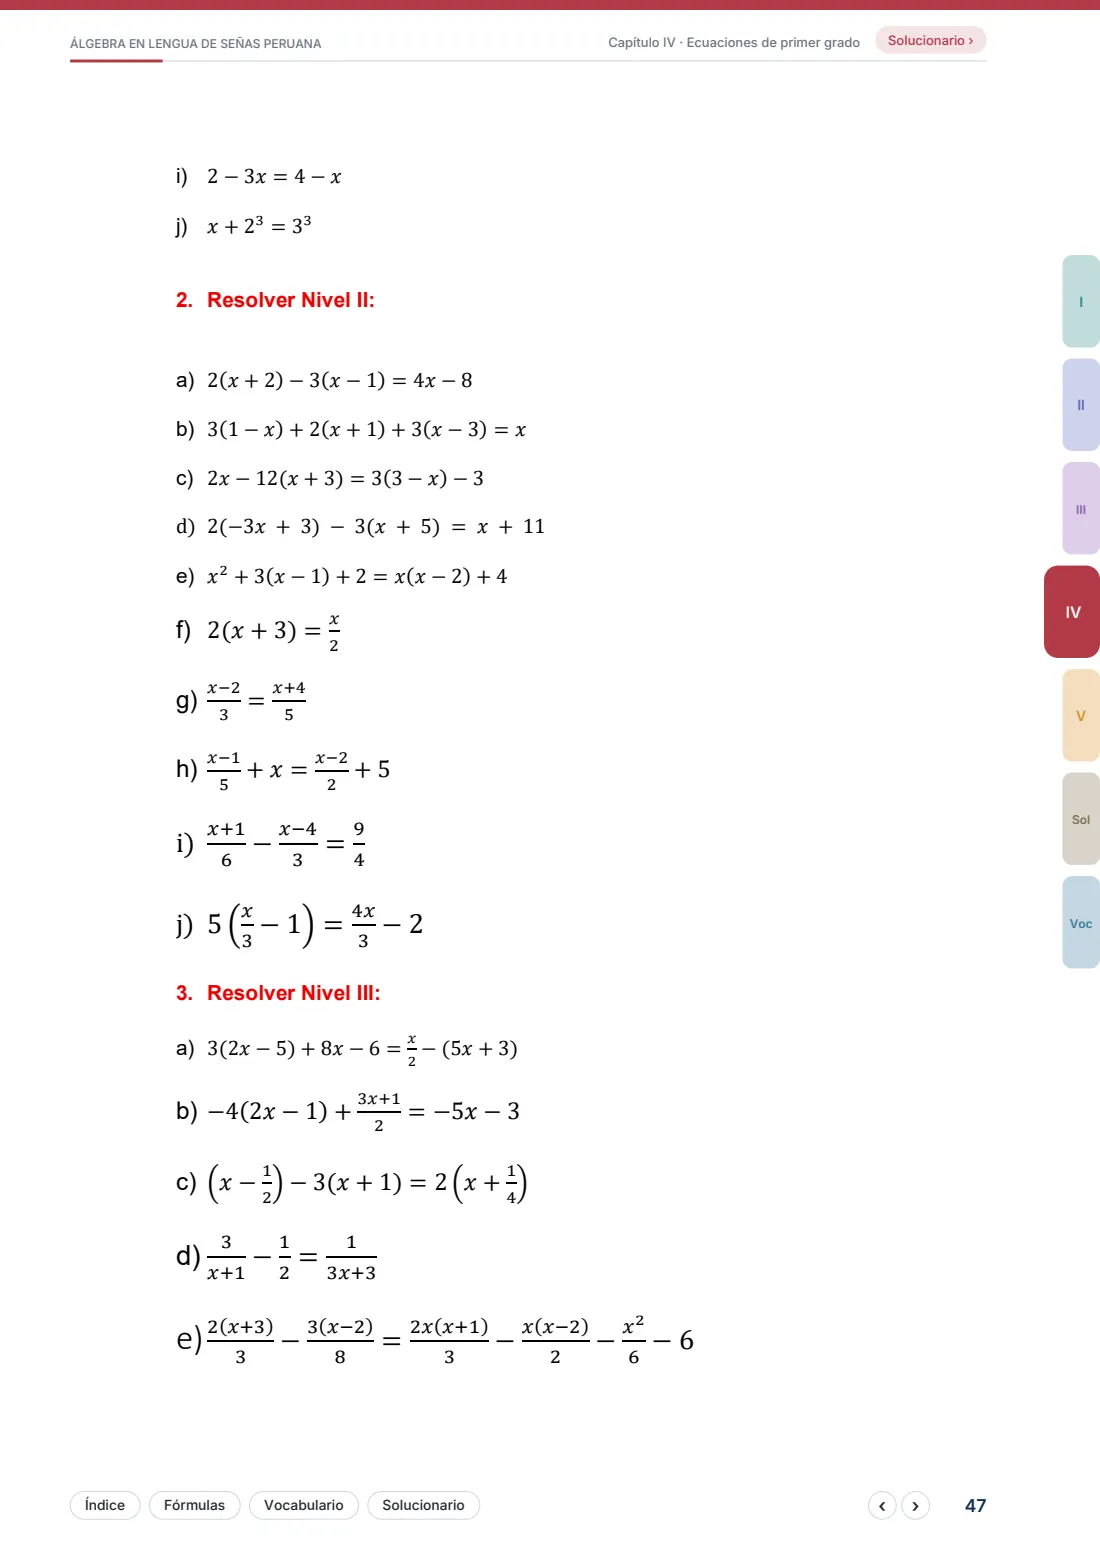 ÁLGEBRA EN LENGUA DE SEÑAS PERUANA
Capítulo IV · Ecuaciones de primer grado
Solucionario ›
i) 2 − 3x = 4 − x
j) x + 2³ = 3³
2. Resolver Nivel II:
a) 2(x + 2) − 3(x − 1) = 4x − 8
b) 3(1 − x) + 2(x + 1) + 3(x − 3) = x
c) 2x − 12(x + 3) = 3(3 − x) − 3
d) 2(−3x + 3) − 3(x + 5) = x + 11
e) x² + 3(x − 1) + 2 = x(x − 2) + 4
f) 2(x + 3) = x/2
g) (x−2)/3 = (x+4)/5
h) (x−1)/5 + x = (x−2)/2 + 5
i) (x+1)/6 − (x−4)/3 = 9/4
j) 5(x/3 − 1) = 4x/3 − 2
3. Resolver Nivel III:
a) 3(2x − 5) + 8x − 6 = x/2 − (5x + 3)
b) −4(2x − 1) + (3x+1)/2 = −5x − 3
c) (x − 1/2) − 3(x + 1) = 2(x + 1/4)
d) 3/(x+1) − 1/2 = 1/(3x+3)
e) 2(x+3)/3 − 3(x−2)/8 = 2x(x+1)/3 − x(x−2)/2 − x²/6 − 6
I
II
III
IV
V
Sol
Voc
Índice
Fórmulas
Vocabulario
Solucionario
‹ ›
47